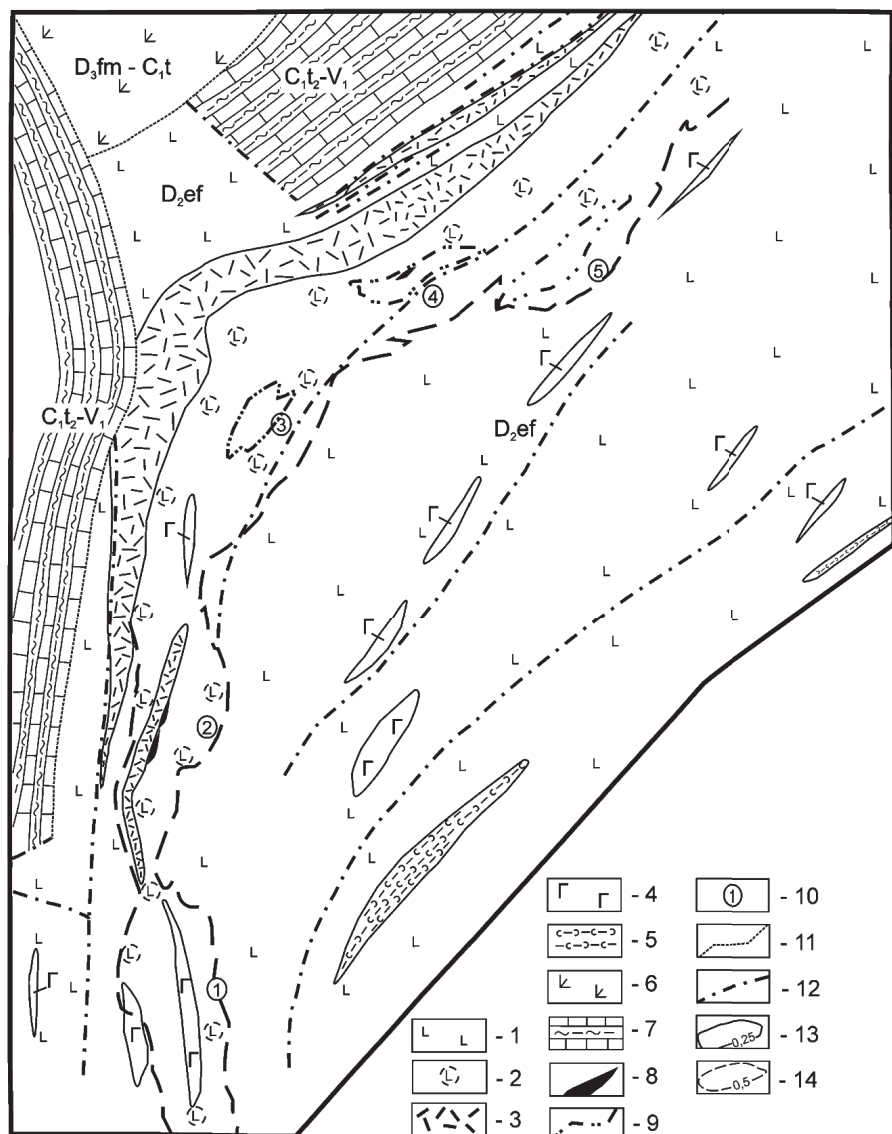 D₃fm - C₁t
C₁t₂-V₁
D₂ef
C₁t₂-V₁
D₂ef
5
4
3
2
1
Г
Г
Г
Г
Г
Г
Г
Г Г
Г
Г
Г Г
L L - 1
L - 2
- 3
Г Г - 4
- 5
- 6
- 7
- 8
- 9
1 - 10
- 11
- 12
0,25 - 13
0,5 - 14